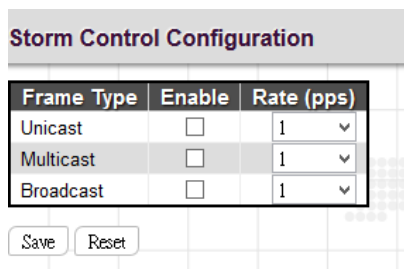 Storm Control Configuration
Frame Type Enable Rate (pps)
Unicast 1
Multicast 1
Broadcast 1
Save Reset